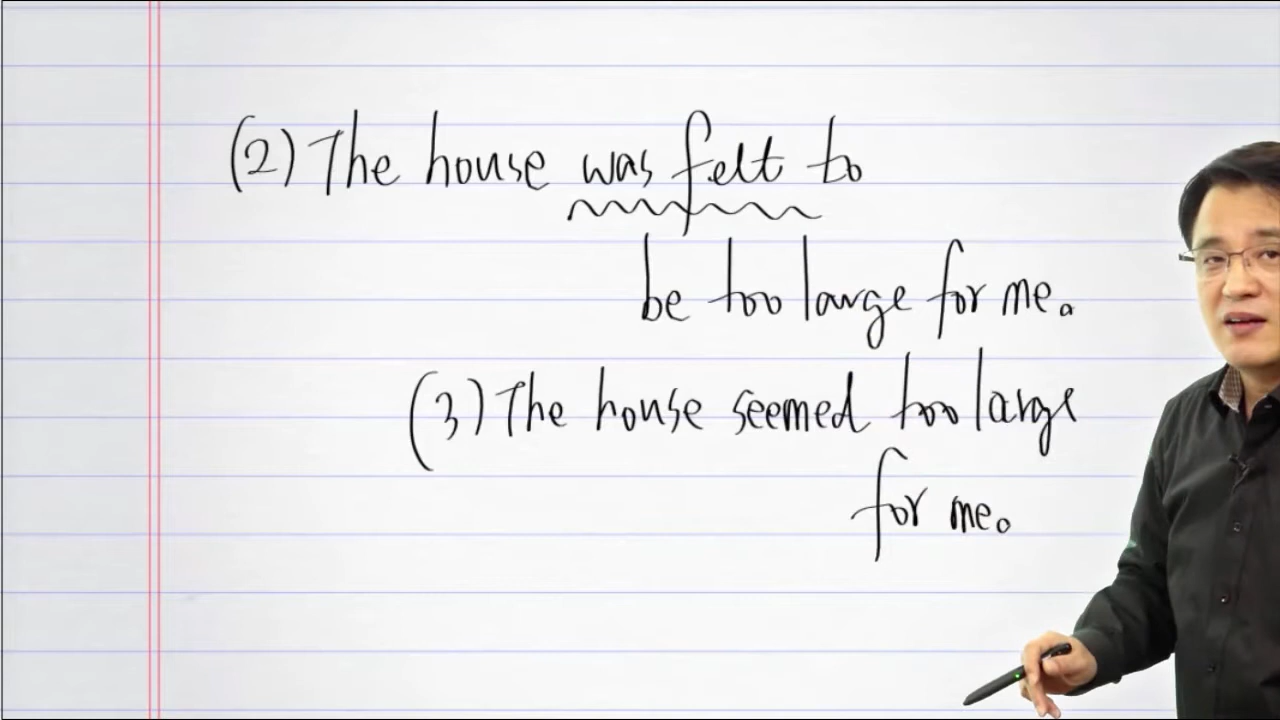 (2) The house was felt to
be too large for me.
(3) The house seemed too large
for me.